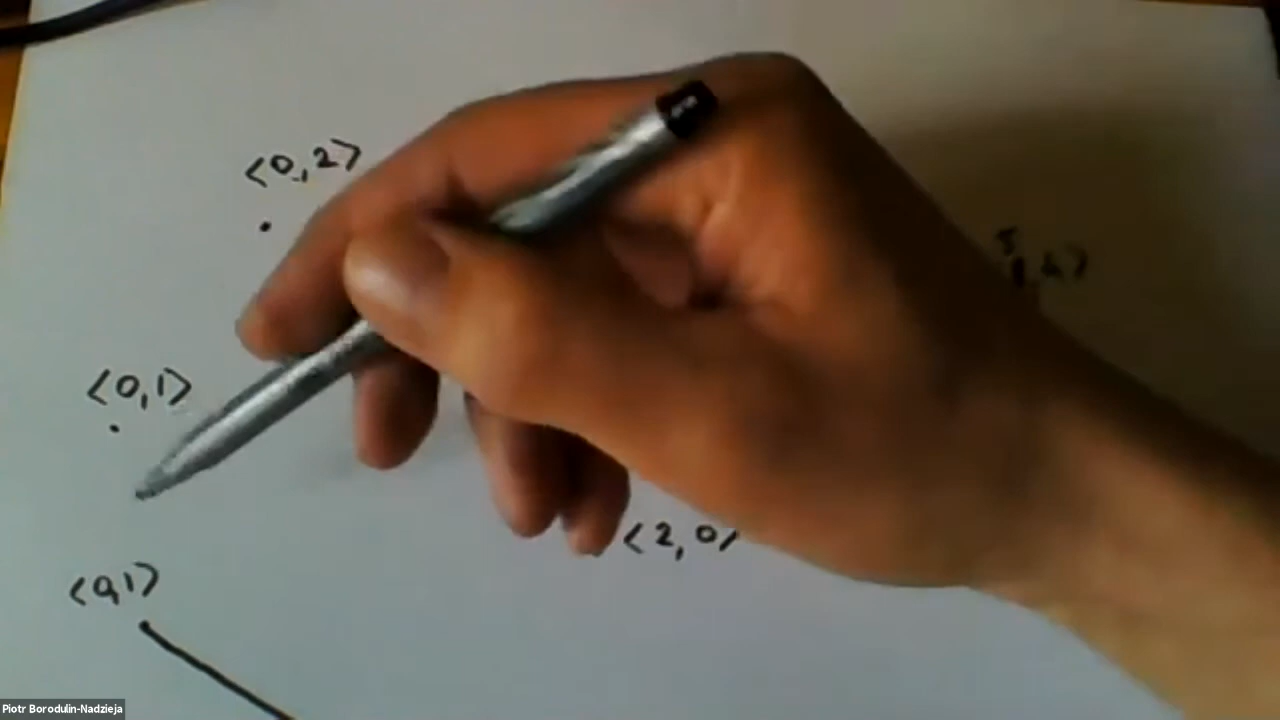 <0,2>
<0,1>
<2,0>
<0,1>
Piotr Borodulin-Nadzieja